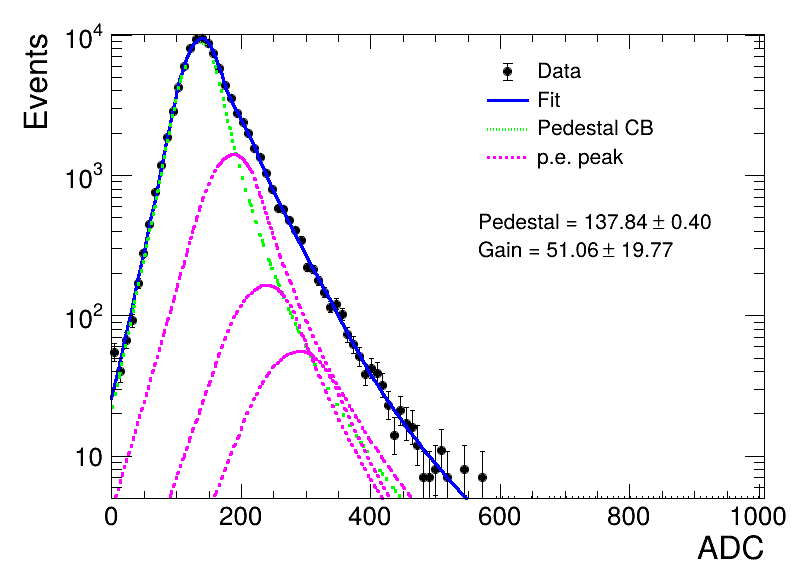 Events
10^4
10^3
10^2
10
0 200 400 600 800 1000
ADC
Data
Fit
Pedestal CB
p.e. peak
Pedestal = 137.84 ± 0.40
Gain = 51.06 ± 19.77